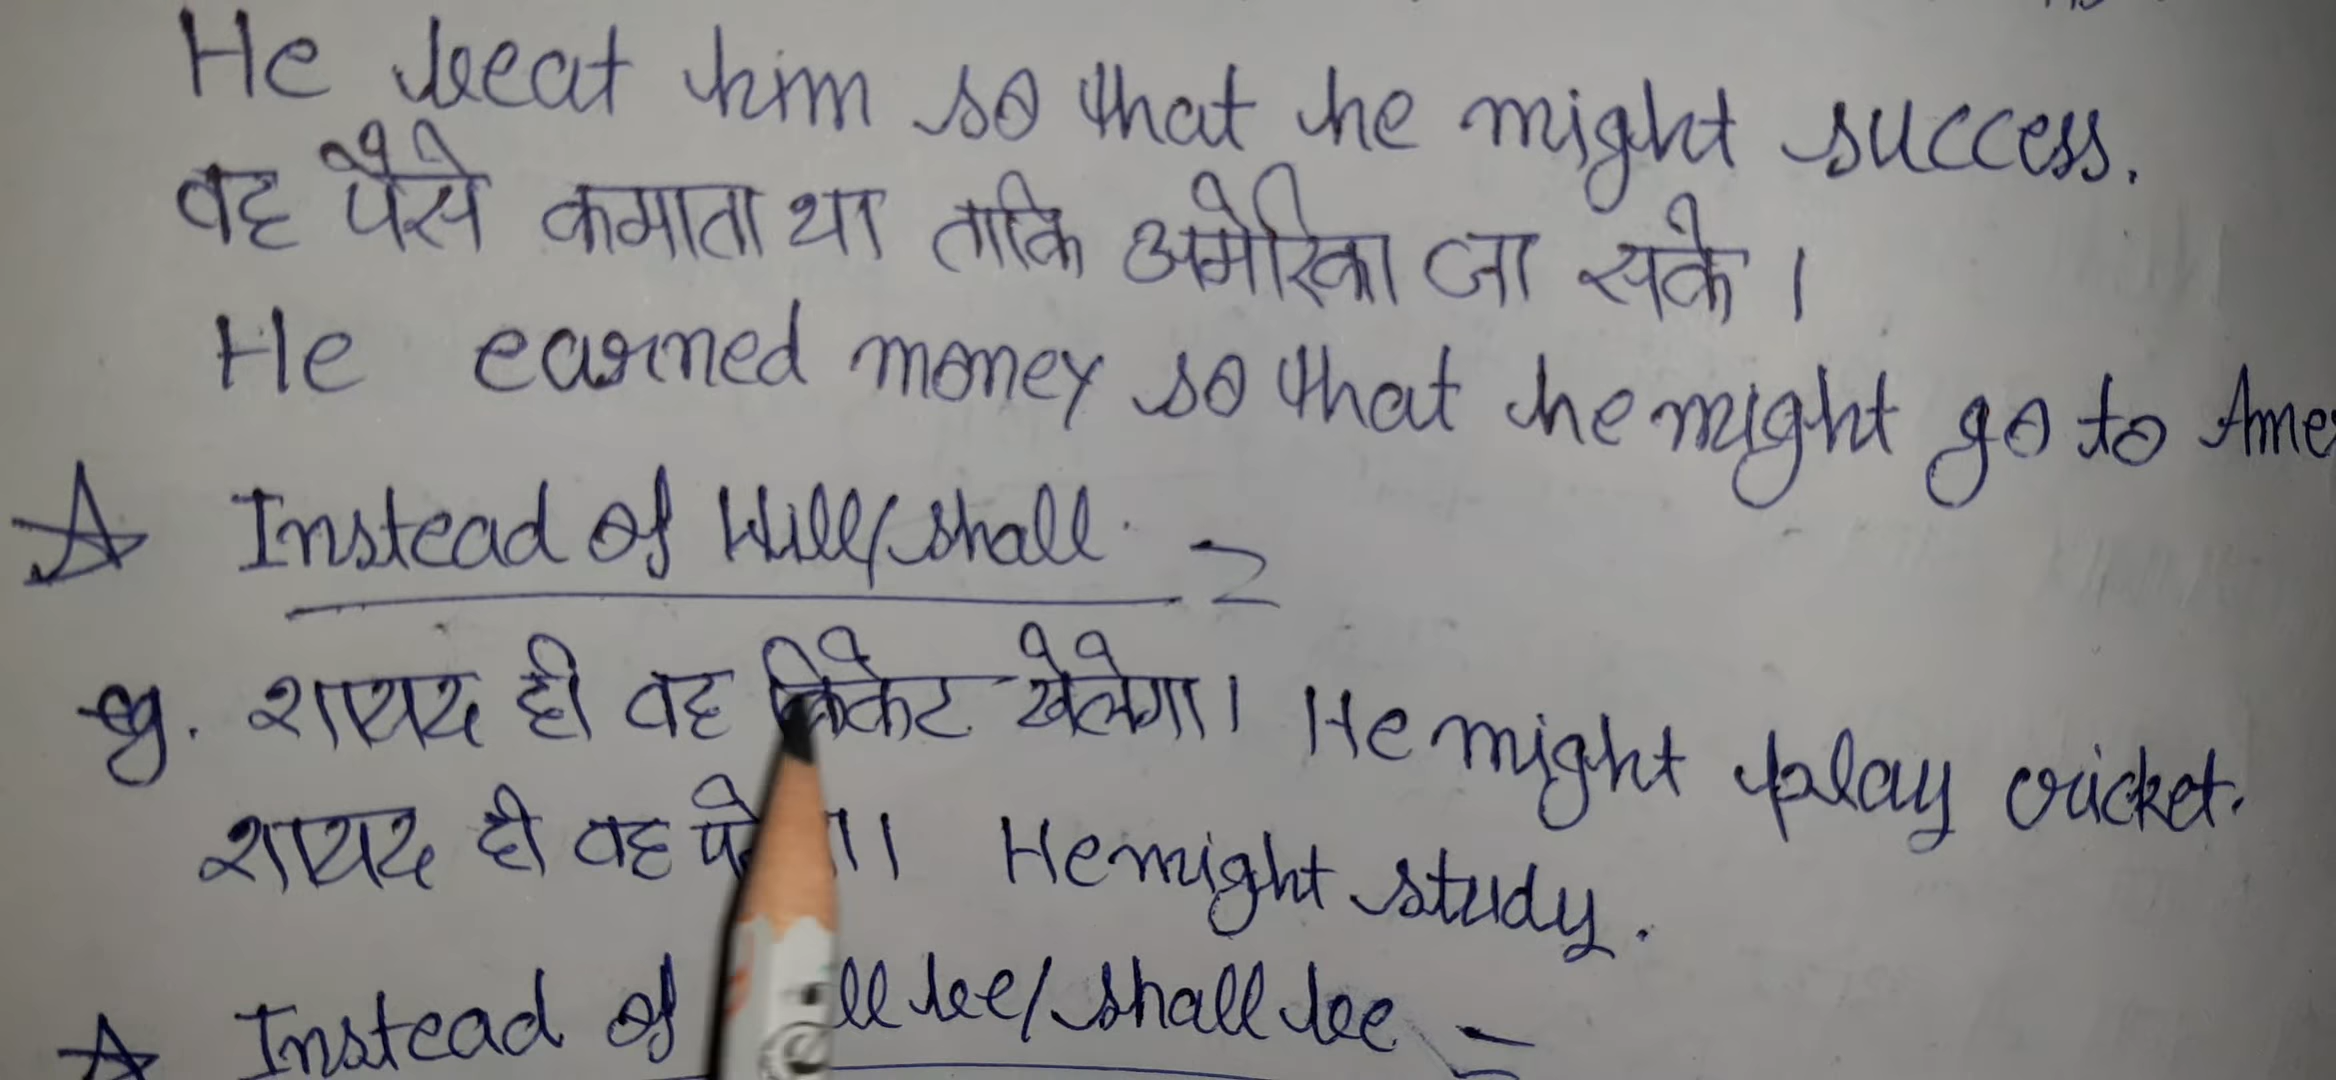 He beat him so that he might success.
वह पैसे कमाता था ताकि अमेरिका जा सके ।
He earned money so that he might go to Ame
☆ Instead of Will/shall =
eg. शायद ही वह क्रिकेट खेलेगा । He might play cricket.
शायद ही वह । He might study.
☆ Instead of be/shall be =